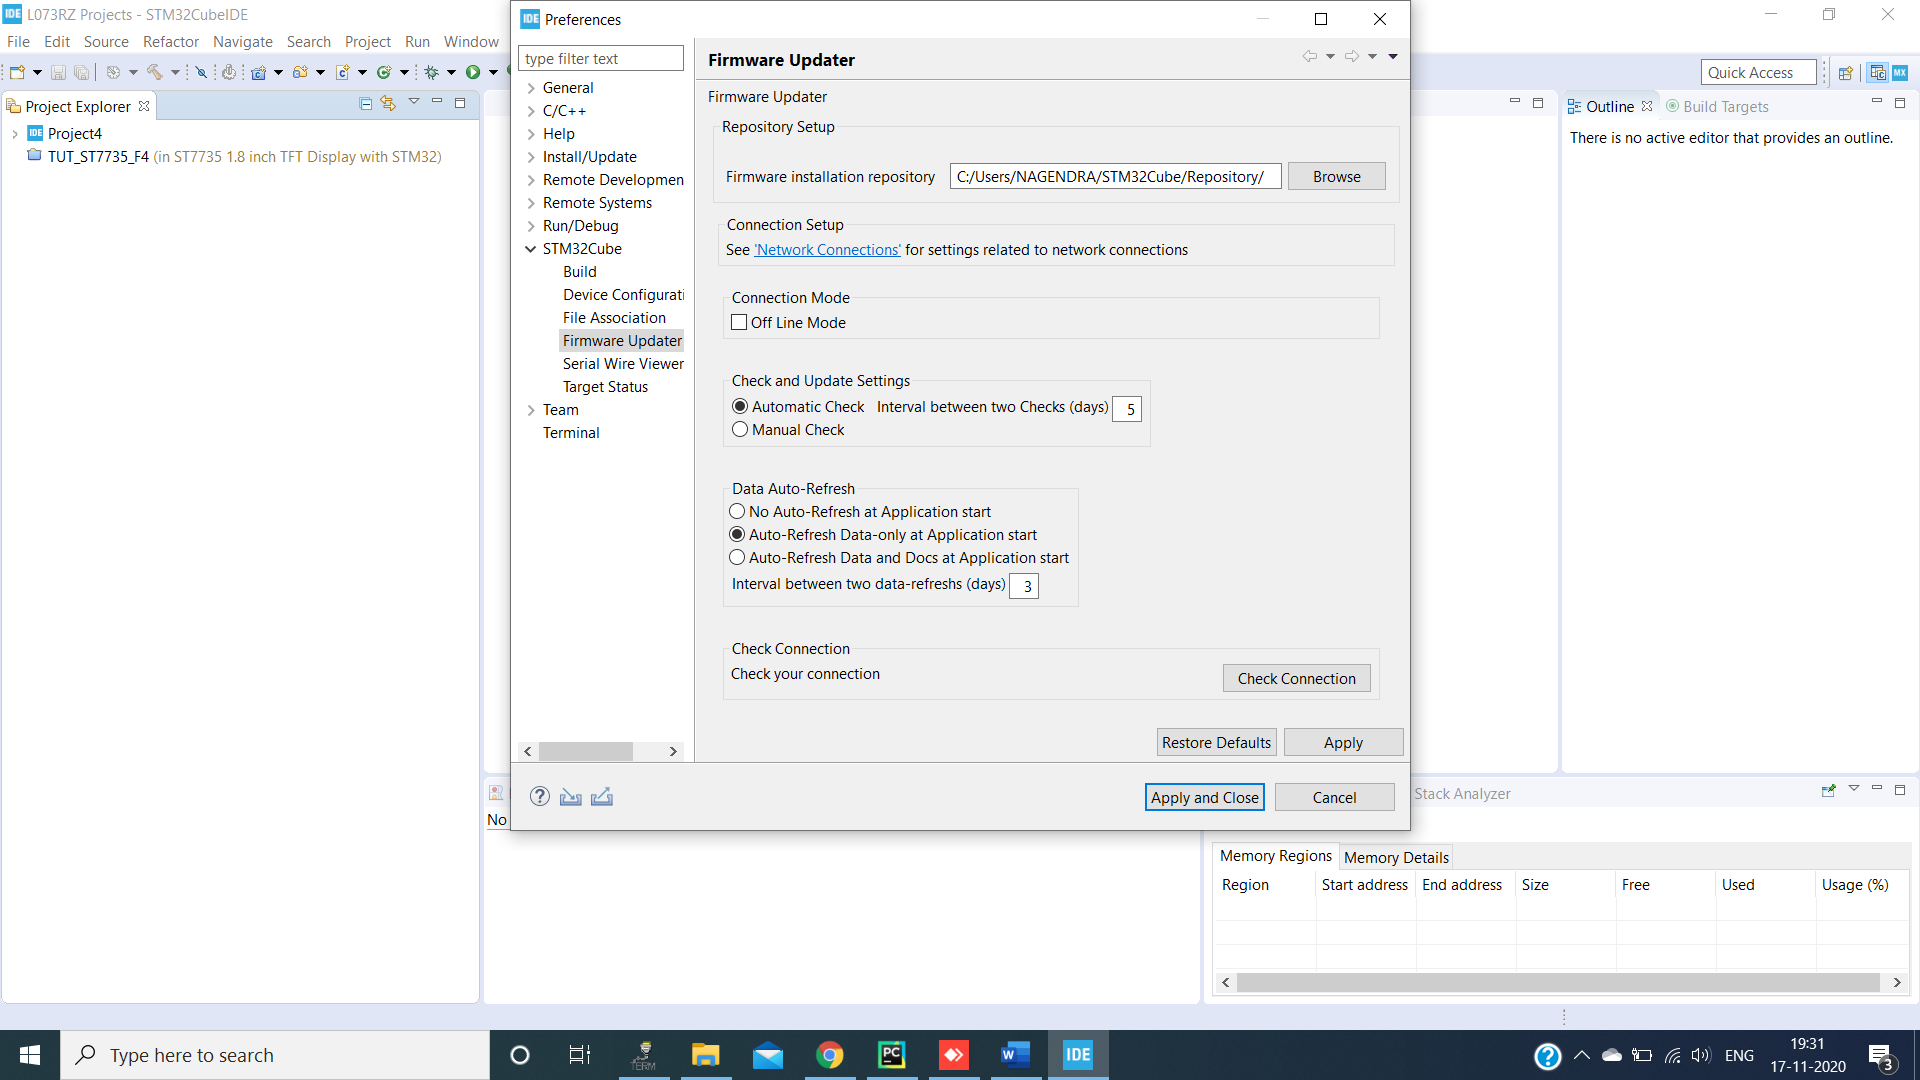 IDE L073RZ Projects - STM32CubeIDE
File Edit Source Refactor Navigate Search Project Run Window
Quick Access
MX
Project Explorer
IDE Project4
TUT_ST7735_F4 (in ST7735 1.8 inch TFT Display with STM32)
IDE Preferences
type filter text
General
C/C++
Help
Install/Update
Remote Developmen
Remote Systems
Run/Debug
STM32Cube
Build
Device Configurati
File Association
Firmware Updater
Serial Wire Viewer
Target Status
Team
Terminal
Firmware Updater
Firmware Updater
Repository Setup
Firmware installation repository C:/Users/NAGENDRA/STM32Cube/Repository/ Browse
Connection Setup
See 'Network Connections' for settings related to network connections
Connection Mode
Off Line Mode
Check and Update Settings
Automatic Check Interval between two Checks (days) 5
Manual Check
Data Auto-Refresh
No Auto-Refresh at Application start
Auto-Refresh Data-only at Application start
Auto-Refresh Data and Docs at Application start
Interval between two data-refreshs (days) 3
Check Connection
Check your connection Check Connection
Restore Defaults Apply
Apply and Close Cancel
Outline Build Targets
There is no active editor that provides an outline.
No
Stack Analyzer
Memory Regions Memory Details
Region Start address End address Size Free Used Usage (%)
Type here to search
TERM
PC
W
IDE
ENG
19:31
17-11-2020
3